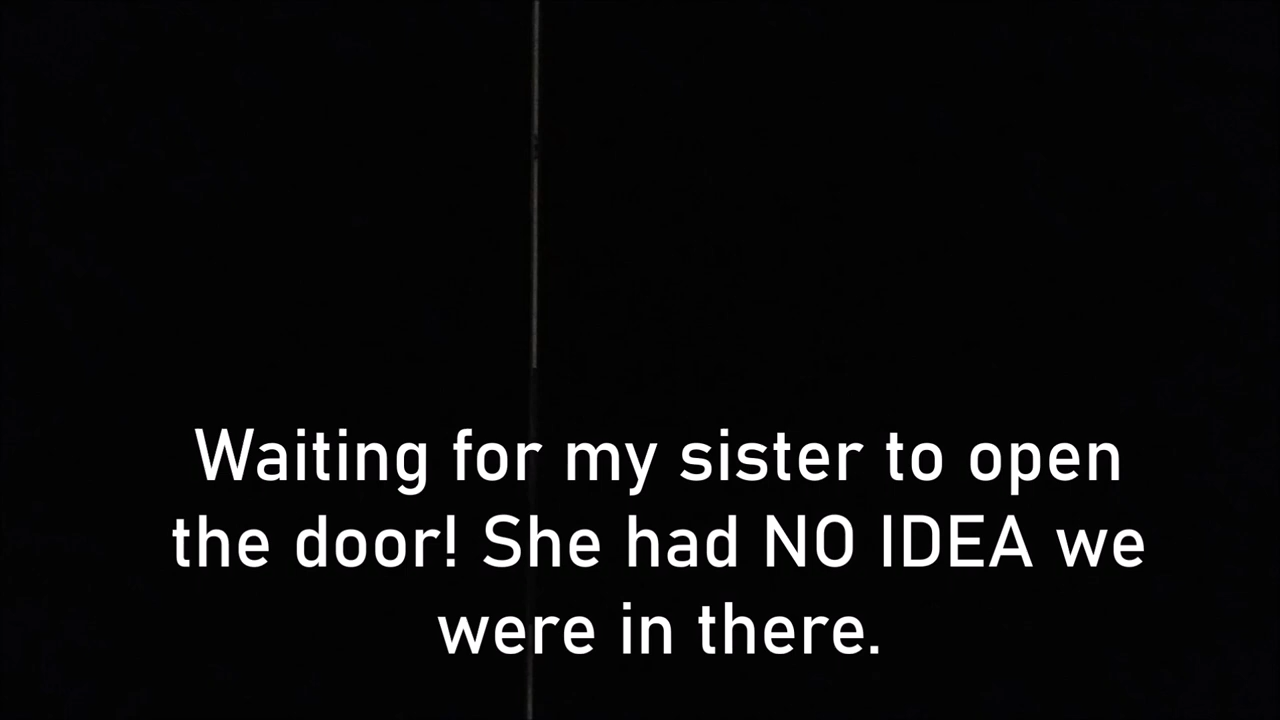 Waiting for my sister to open
the door! She had NO IDEA we
were in there.